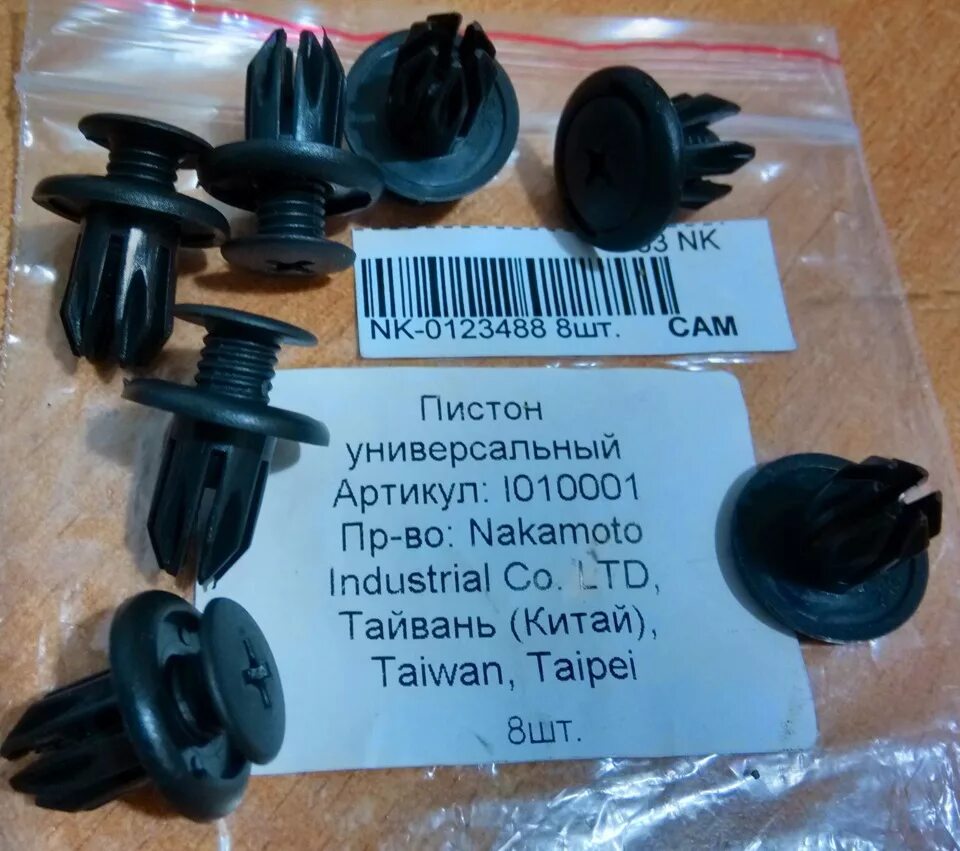 NK
NK-0123488 8шт. CAM
Пистон
универсальный
Артикул: I010001
Пр-во: Nakamoto
Industrial Co. LTD,
Тайвань (Китай),
Taiwan, Taipei
8шт.